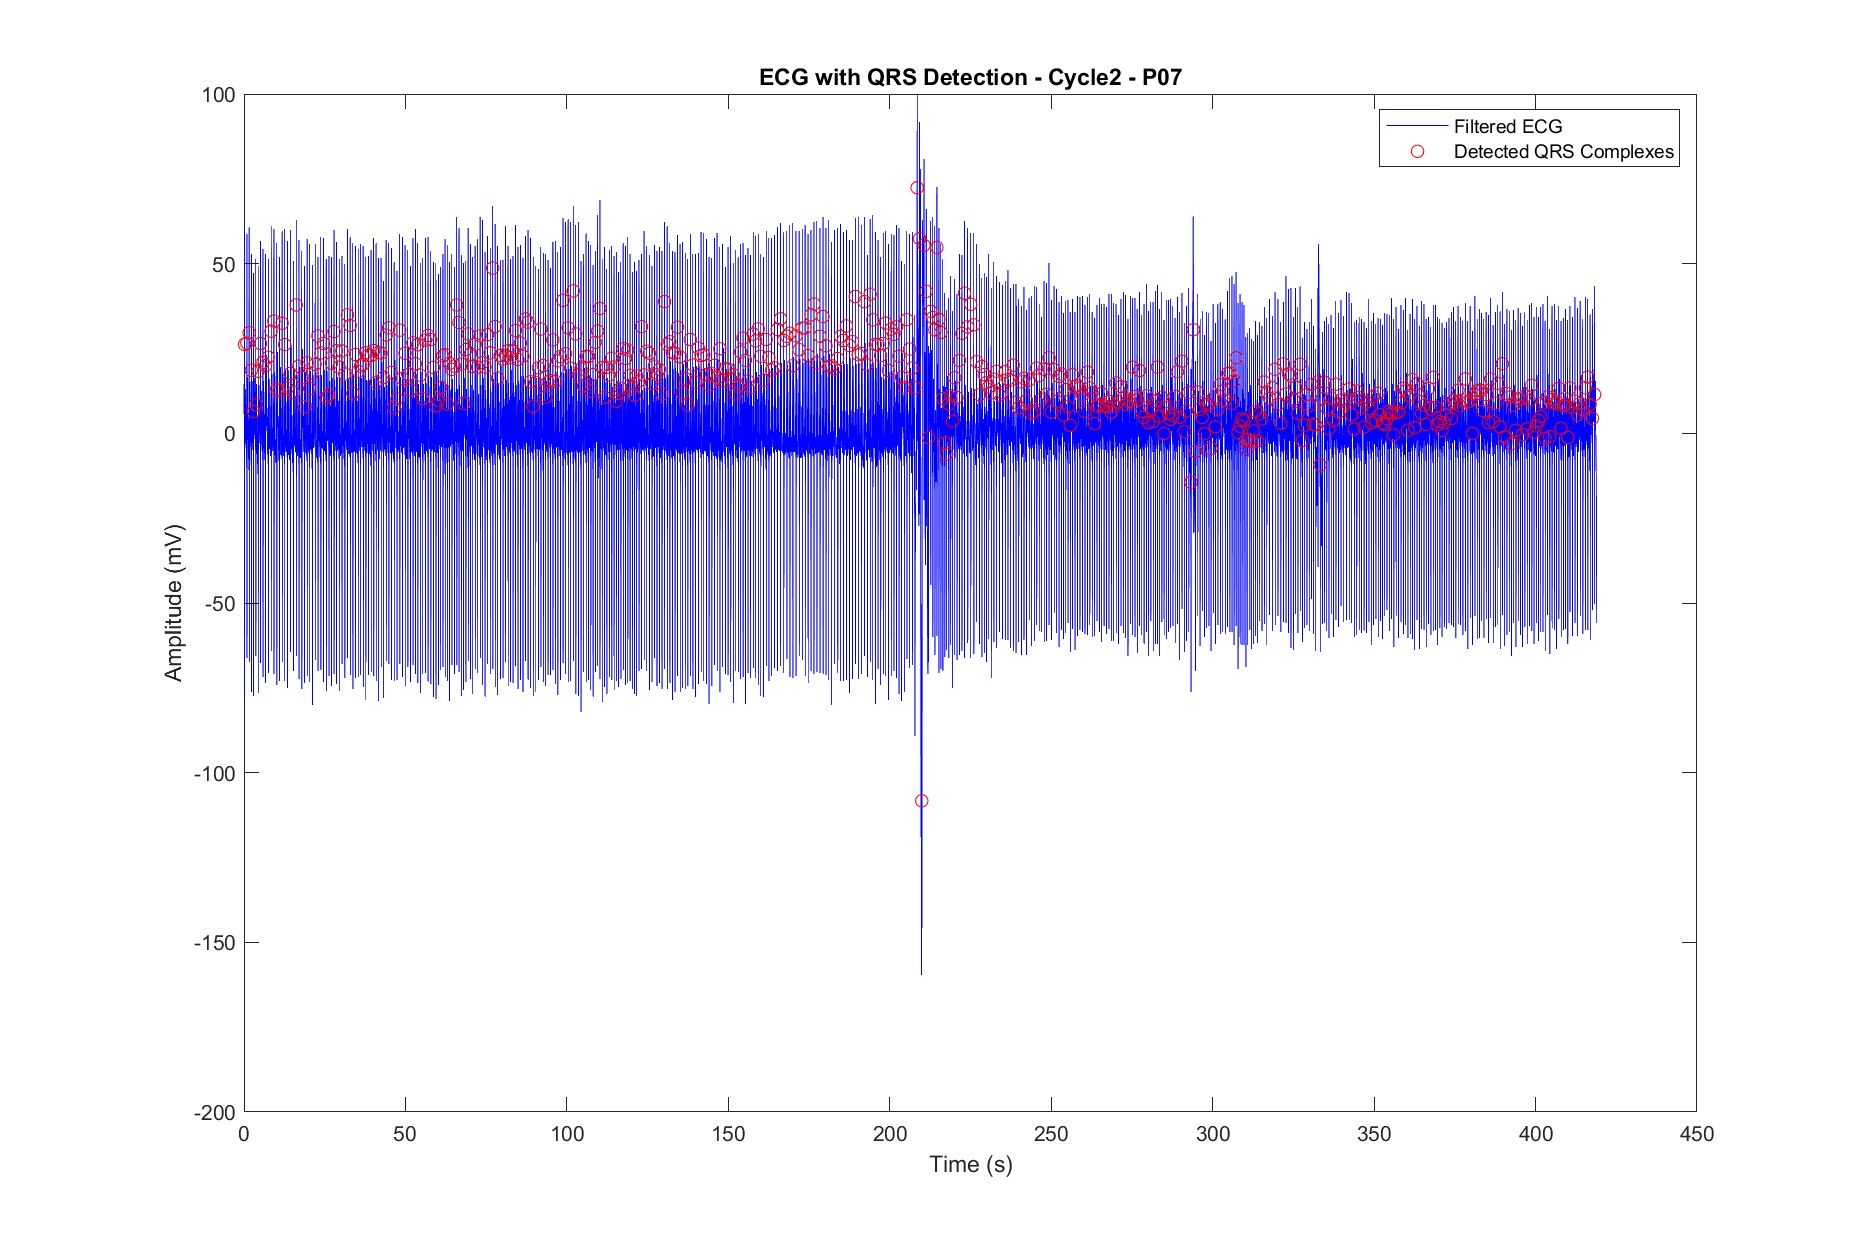 ECG with QRS Detection - Cycle2 - P07
Filtered ECG
Detected QRS Complexes
Amplitude (mV)
100
50
0
-50
-100
-150
-200
0 50 100 150 200 250 300 350 400 450
Time (s)